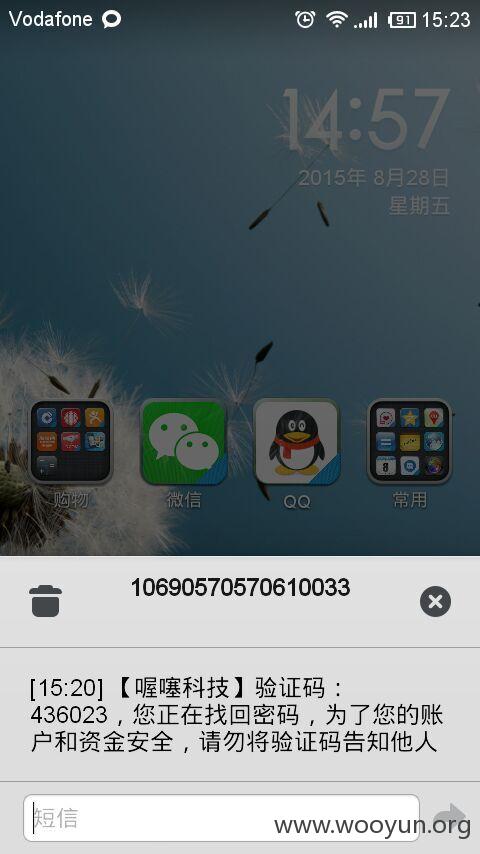 Vodafone 91 15:23
14:57
2015年 8月28日
星期五
购物 微信 QQ 常用
10690570570610033
[15:20] 【喔噻科技】验证码：
436023，您正在找回密码，为了您的账
户和资金安全，请勿将验证码告知他人
短信
www.wooyun.org